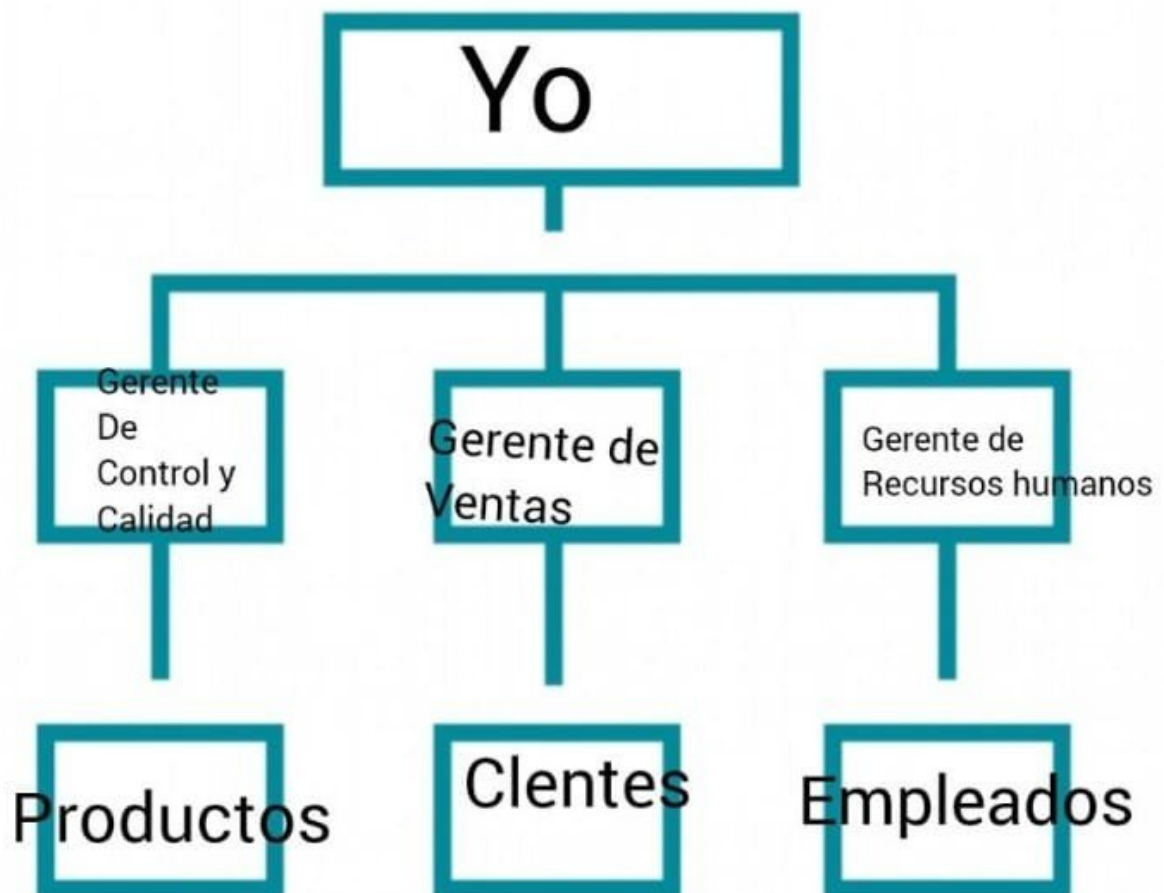 Yo
Gerente
De
Control y
Calidad
Gerente de
Ventas
Gerente de
Recursos humanos
Productos
Clentes
Empleados